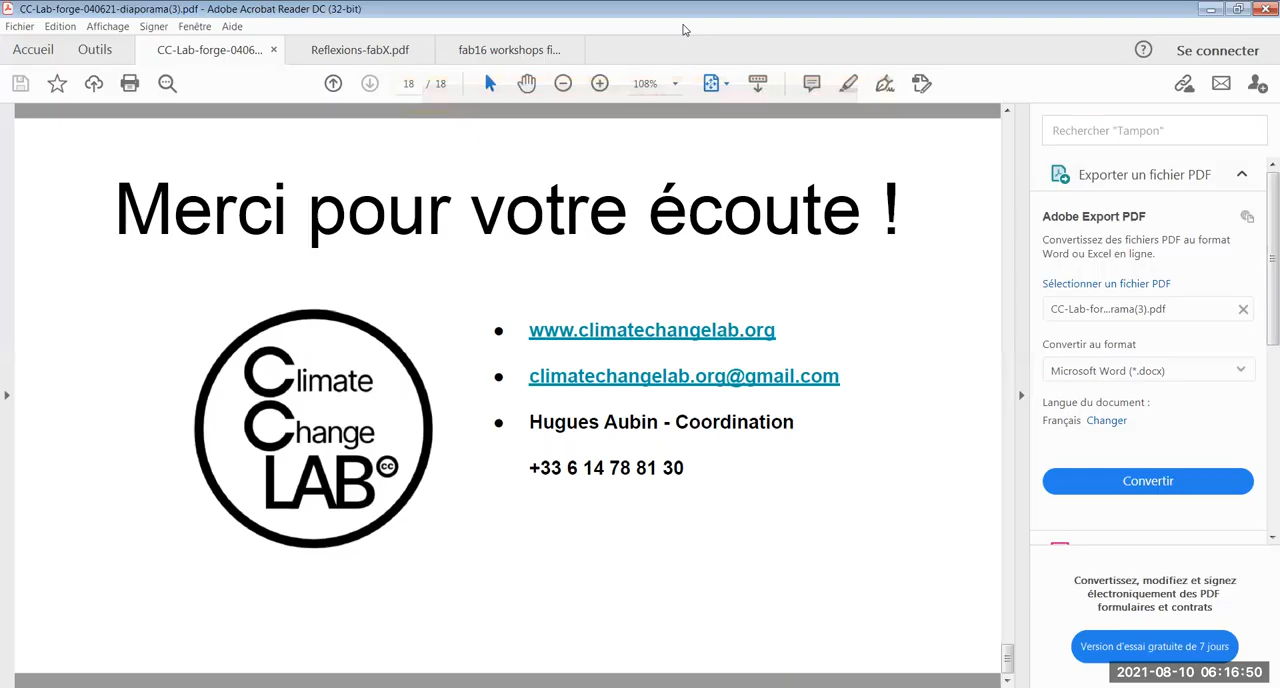 CC-Lab-forge-040621-diaporama(3).pdf - Adobe Acrobat Reader DC (32-bit)
Fichier Edition Affichage Signer Fenêtre Aide
Accueil Outils CC-Lab-forge-0406... × Reflexions-fabX.pdf fab16 workshops fi... ? Se connecter
18 / 18 108%
Merci pour votre écoute !
Climate
Change
LAB cc
• www.climatechangelab.org
• climatechangelab.org@gmail.com
• Hugues Aubin - Coordination
+33 6 14 78 81 30
Rechercher "Tampon"
Exporter un fichier PDF
Adobe Export PDF
Convertissez des fichiers PDF au format
Word ou Excel en ligne.
Sélectionner un fichier PDF
CC-Lab-for...rama(3).pdf
Convertir au format
Microsoft Word (*.docx)
Langue du document :
Français Changer
Convertir
Convertissez, modifiez et signez
électroniquement des PDF
formulaires et contrats
Version d'essai gratuite de 7 jours
2021-08-10 06:16:50